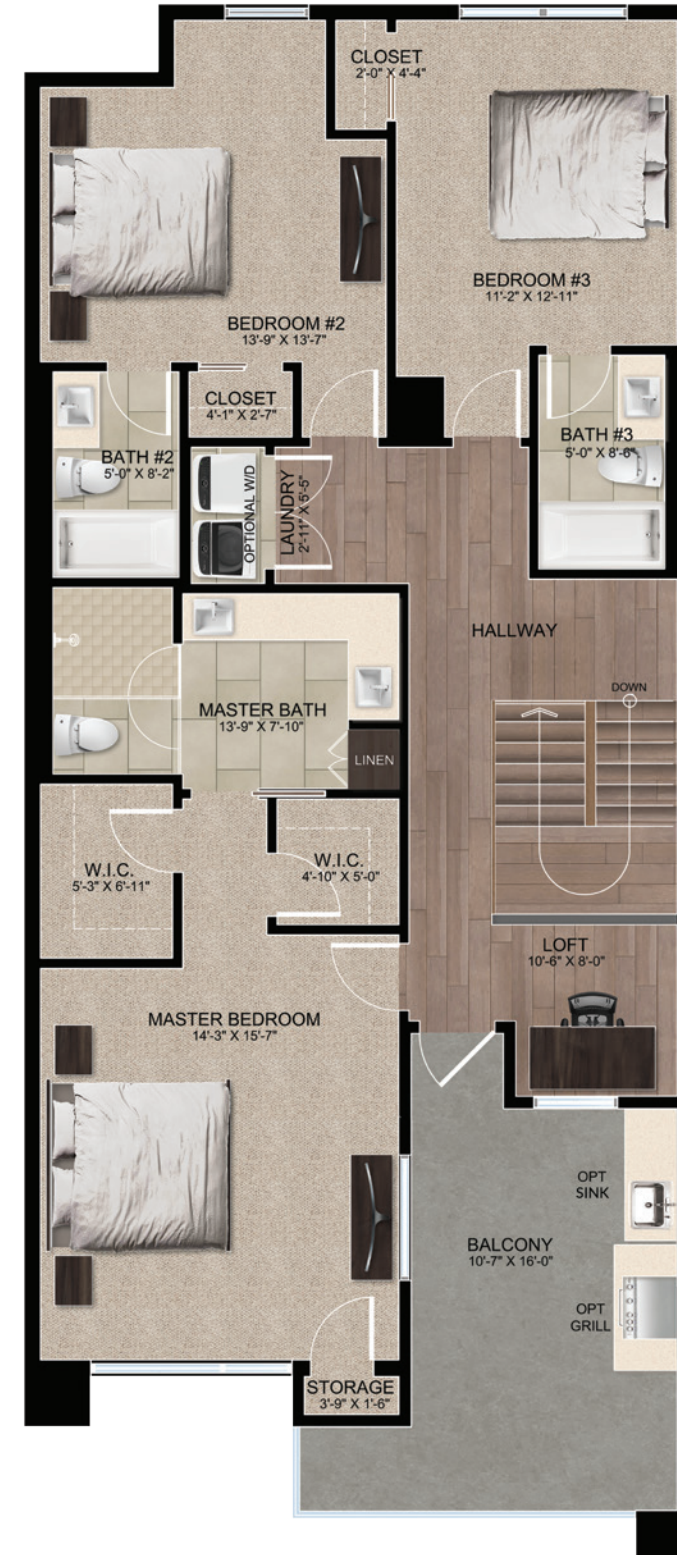 CLOSET
2'-0" X 4'-4"
BEDROOM #3
11'-2" X 12'-11"
BEDROOM #2
13'-9" X 13'-7"
CLOSET
4'-1" X 2'-7"
BATH #2
5'-0" X 8'-2"
BATH #3
5'-0" X 8'-6"
OPTIONAL W/D
LAUNDRY
2'-11" X 5'-5"
HALLWAY
DOWN
MASTER BATH
13'-9" X 7'-10"
LINEN
W.I.C.
5'-3" X 6'-11"
W.I.C.
4'-10" X 5'-0"
LOFT
10'-6" X 8'-0"
MASTER BEDROOM
14'-3" X 15'-7"
OPT
SINK
BALCONY
10'-7" X 16'-0"
OPT
GRILL
STORAGE
3'-9" X 1'-6"